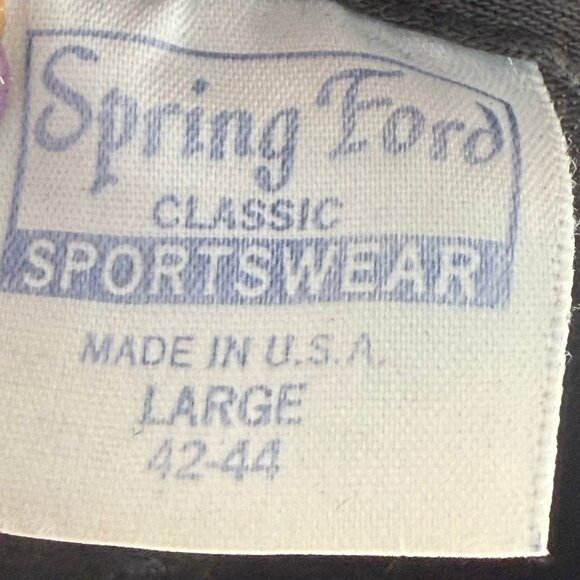 Spring Ford
CLASSIC
SPORTSWEAR
MADE IN U.S.A.
LARGE
42-44